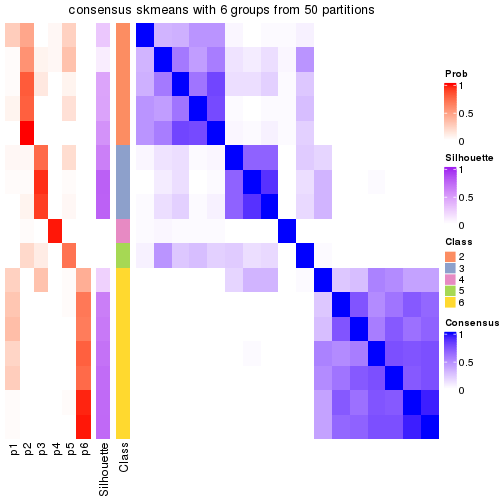 consensus skmeans with 6 groups from 50 partitions
Prob
1
0.5
0
Silhouette
1
0.5
0
Class
2
3
4
5
6
Consensus
1
0.5
0
p1
p2
p3
p4
p5
p6
Silhouette
Class